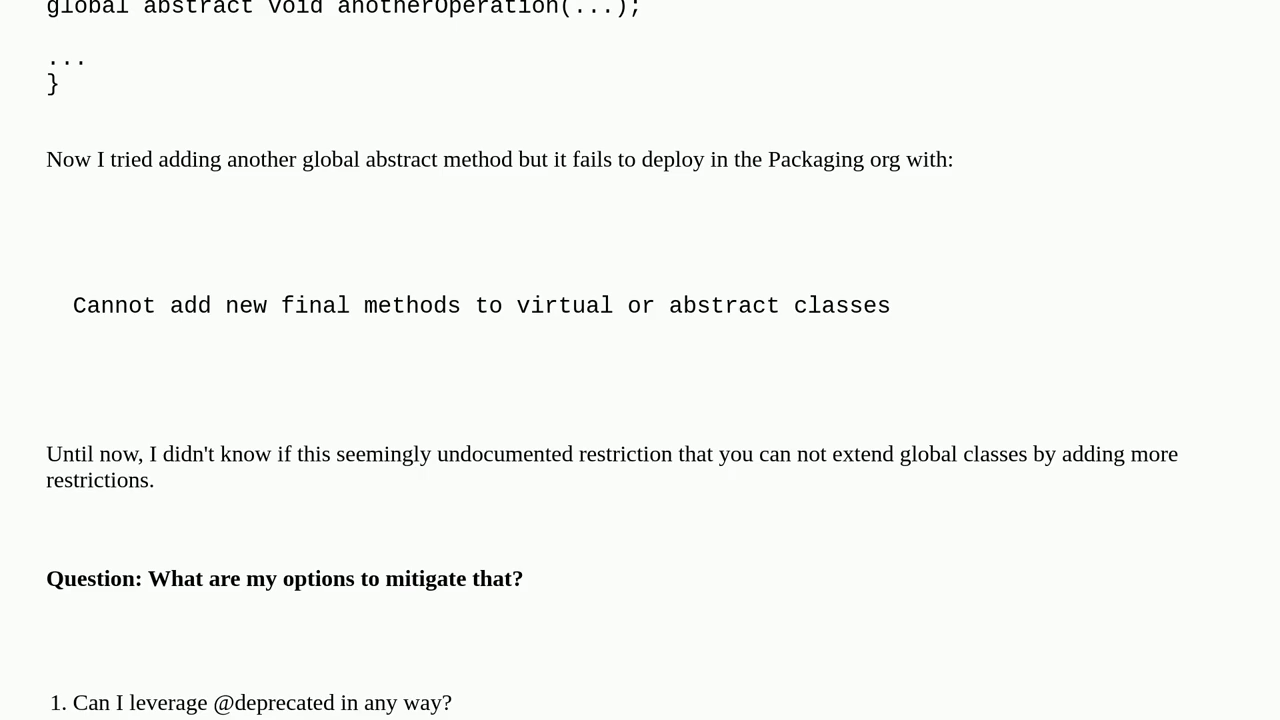 global abstract void anotherOperation(...);
...
}
Now I tried adding another global abstract method but it fails to deploy in the Packaging org with:
Cannot add new final methods to virtual or abstract classes
Until now, I didn't know if this seemingly undocumented restriction that you can not extend global classes by adding more
restrictions.
Question: What are my options to mitigate that?
1. Can I leverage @deprecated in any way?